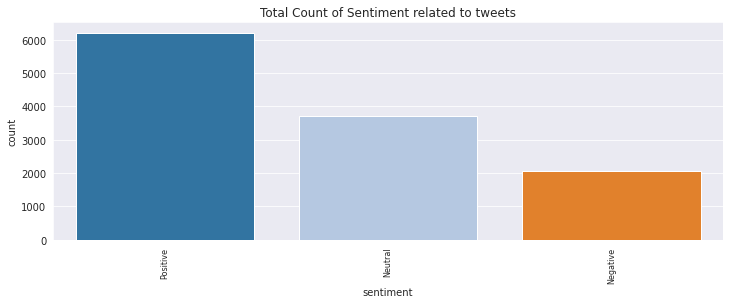 Total Count of Sentiment related to tweets
6000
5000
4000
3000
2000
1000
0
count
Positive
Neutral
Negative
sentiment